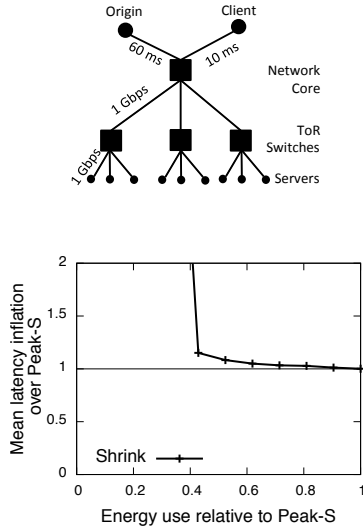 Origin
Client
60 ms
10 ms
Network
Core
1 Gbps
ToR
Switches
1 Gbps
Servers
Mean latency inflation
over Peak-S
2
1.5
1
0.5
0
Shrink
0 0.2 0.4 0.6 0.8 1
Energy use relative to Peak-S